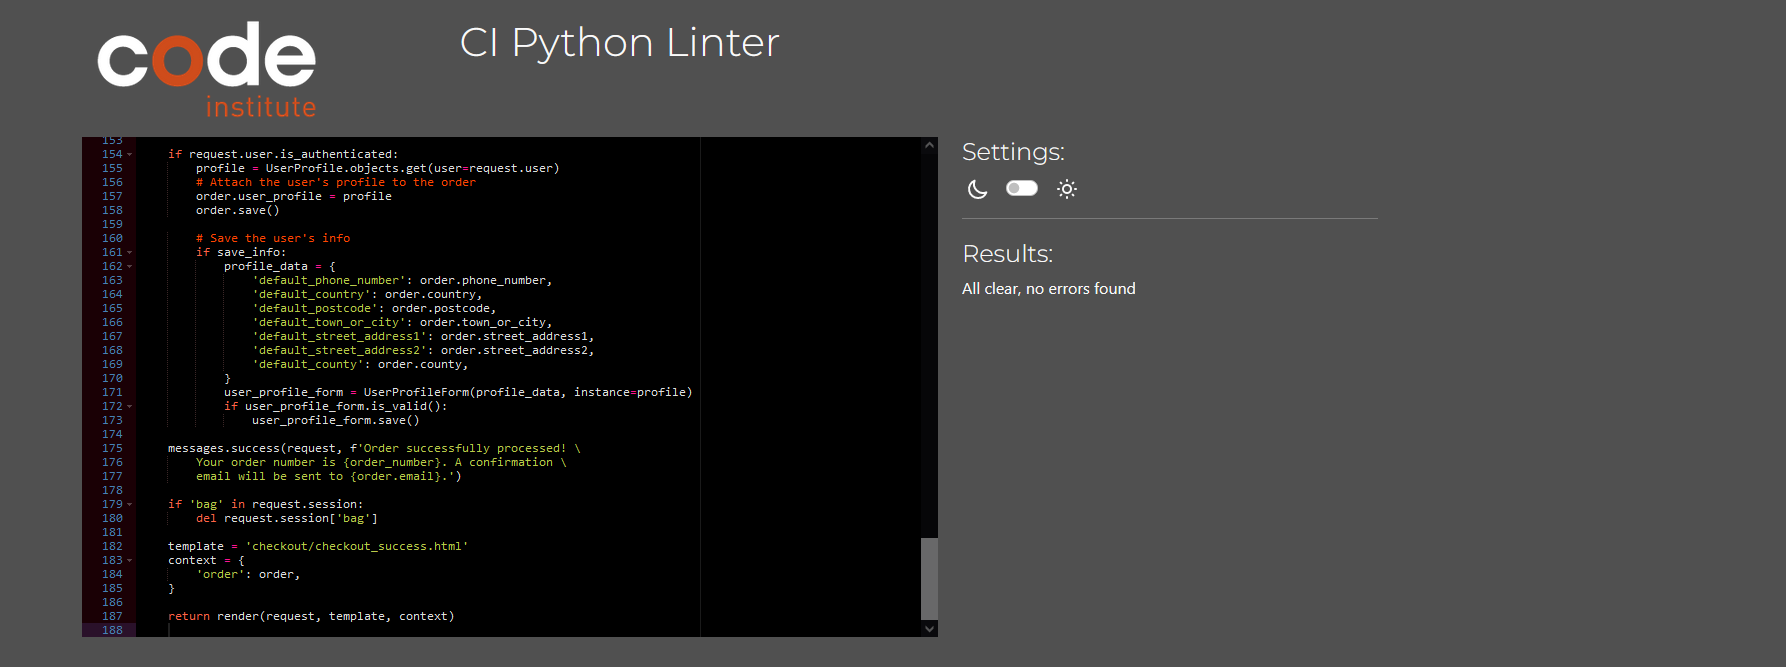 code
institute
CI Python Linter
153
154 if request.user.is_authenticated:
155 profile = UserProfile.objects.get(user=request.user)
156 # Attach the user's profile to the order
157 order.user_profile = profile
158 order.save()
159
160 # Save the user's info
161 if save_info:
162 profile_data = {
163 'default_phone_number': order.phone_number,
164 'default_country': order.country,
165 'default_postcode': order.postcode,
166 'default_town_or_city': order.town_or_city,
167 'default_street_address1': order.street_address1,
168 'default_street_address2': order.street_address2,
169 'default_county': order.county,
170 }
171 user_profile_form = UserProfileForm(profile_data, instance=profile)
172 if user_profile_form.is_valid():
173 user_profile_form.save()
174
175 messages.success(request, f'Order successfully processed! \
176 Your order number is {order_number}. A confirmation \
177 email will be sent to {order.email}.')
178
179 if 'bag' in request.session:
180 del request.session['bag']
181
182 template = 'checkout/checkout_success.html'
183 context = {
184 'order': order,
185 }
186
187 return render(request, template, context)
188
Settings:
Results:
All clear, no errors found